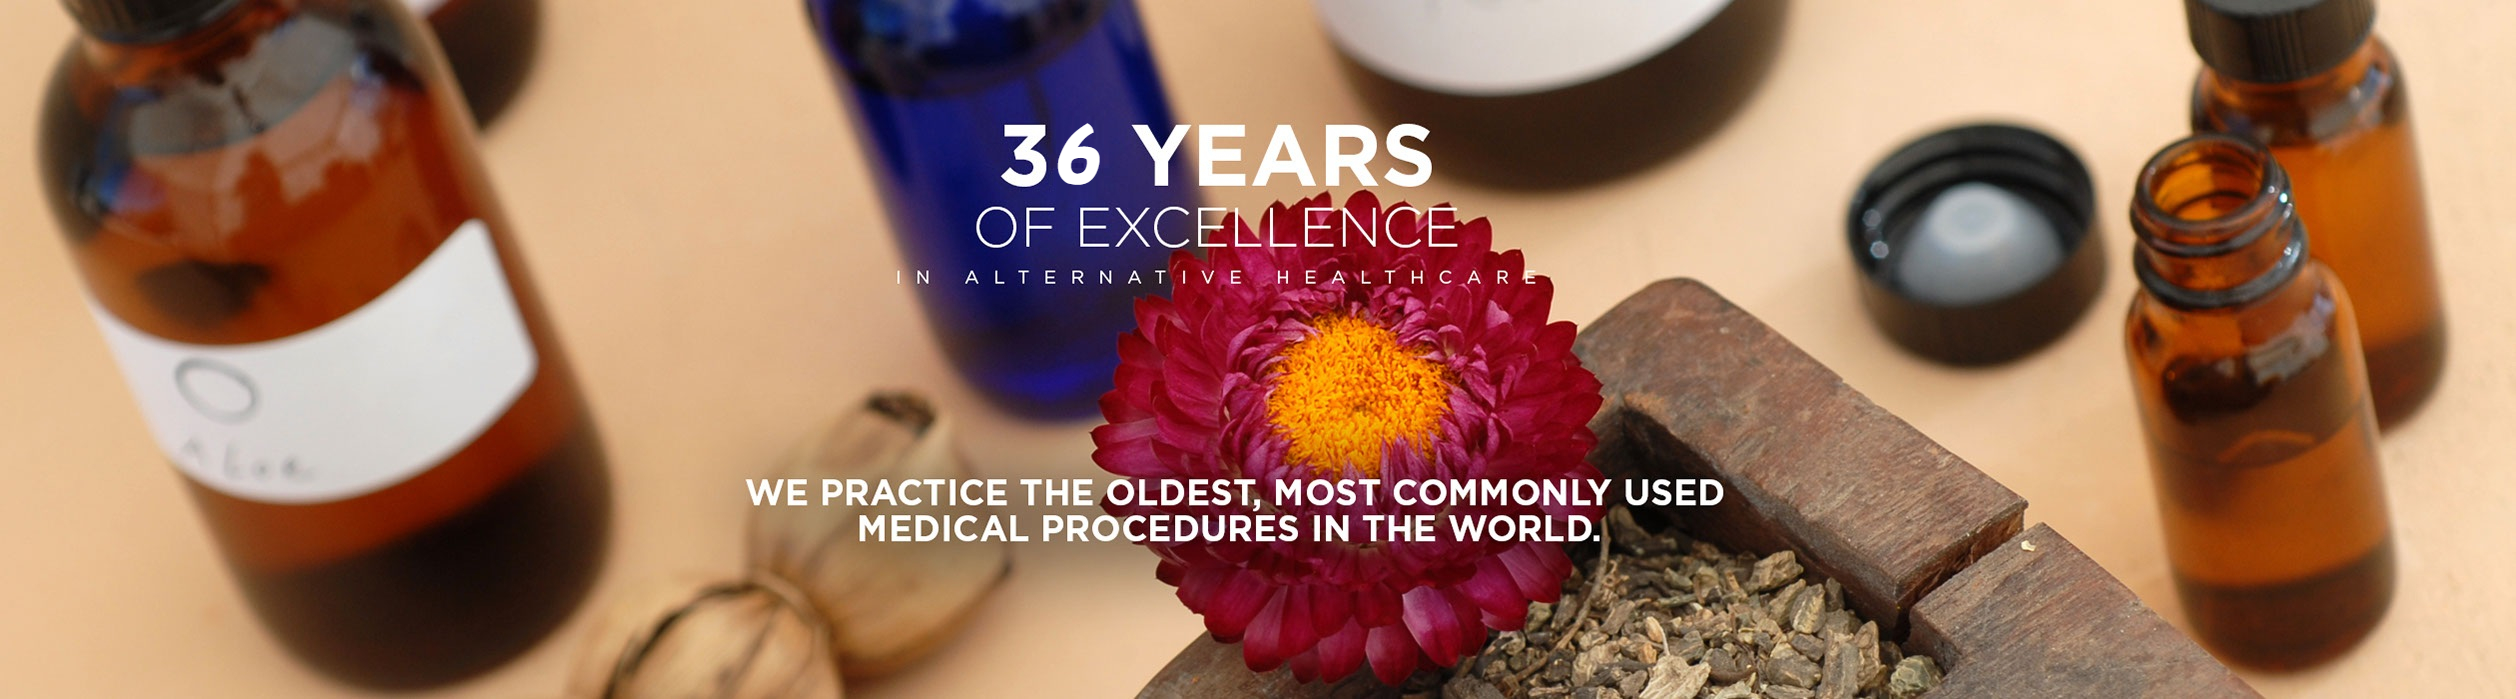 36 YEARS
OF EXCELLENCE
IN ALTERNATIVE HEALTHCARE
WE PRACTICE THE OLDEST, MOST COMMONLY USED
MEDICAL PROCEDURES IN THE WORLD.